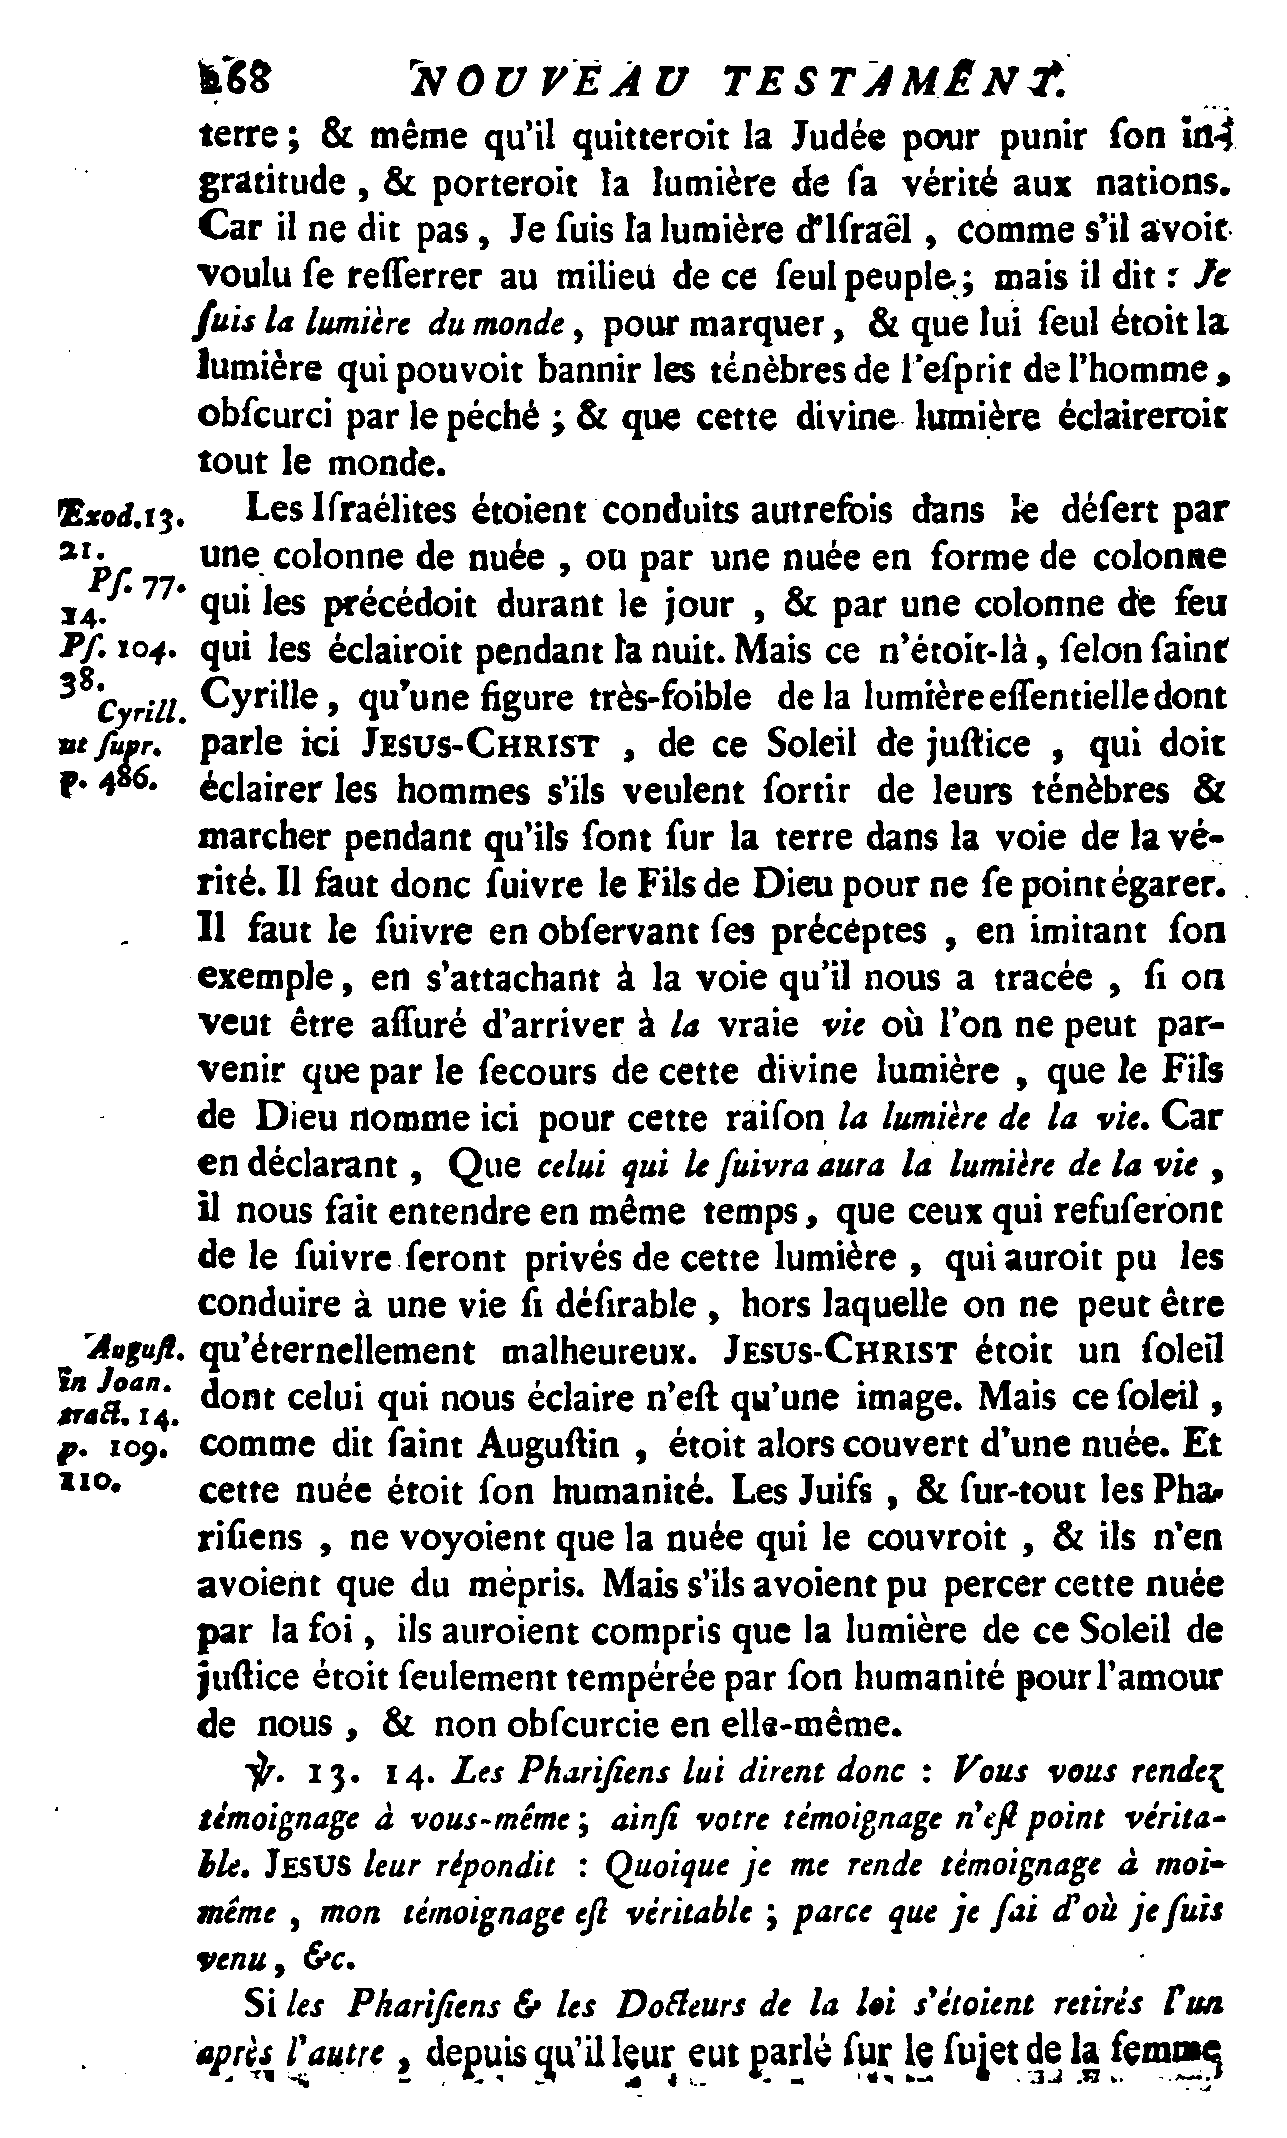 268 NOUVEAU TESTAMENT.
terre ; & même qu'il quitteroit la Judée pour punir ſon in-
gratitude , & porteroit la lumière de ſa vérité aux nations.
Car il ne dit pas , Je ſuis la lumière d'Iſraël , comme s'il avoit
voulu ſe reſſerrer au milieu de ce ſeul peuple ; mais il dit : Je
ſuis la lumière du monde , pour marquer , & que lui ſeul étoit la
lumière qui pouvoit bannir les ténèbres de l'eſprit de l'homme ,
obſcurci par le péché ; & que cette divine lumière éclaireroit
tout le monde.
Exod. 13.
21.
Pſ. 77.
14.
Pſ. 104.
38.
Cyrill.
ut ſupr.
p. 486.
Les Iſraélites étoient conduits autrefois dans le déſert par
une colonne de nuée , ou par une nuée en forme de colonne
qui les précédoit durant le jour , & par une colonne de feu
qui les éclairoit pendant la nuit. Mais ce n'étoit-là , ſelon ſaint
Cyrille , qu'une figure très-foible de la lumière eſſentielle dont
parle ici JESUS-CHRIST , de ce Soleil de juſtice , qui doit
éclairer les hommes s'ils veulent ſortir de leurs ténèbres &
marcher pendant qu'ils ſont ſur la terre dans la voie de la vé-
rité. Il faut donc ſuivre le Fils de Dieu pour ne ſe point égarer.
Il faut le ſuivre en obſervant ſes préceptes , en imitant ſon
exemple , en s'attachant à la voie qu'il nous a tracée , ſi on
veut être aſſuré d'arriver à la vraie vie où l'on ne peut par-
venir que par le ſecours de cette divine lumière , que le Fils
de Dieu nomme ici pour cette raiſon la lumière de la vie. Car
en déclarant , Que celui qui le ſuivra aura la lumière de la vie ,
il nous fait entendre en même temps , que ceux qui refuſeront
de le ſuivre ſeront privés de cette lumière , qui auroit pu les
conduire à une vie ſi déſirable , hors laquelle on ne peut être
Auguſt.
in Joan.
tract. 14.
p. 109.
110.
qu'éternellement malheureux. JESUS-CHRIST étoit un ſoleil
dont celui qui nous éclaire n'eſt qu'une image. Mais ce ſoleil ,
comme dit ſaint Auguſtin , étoit alors couvert d'une nuée. Et
cette nuée étoit ſon humanité. Les Juifs , & ſur-tout les Pha-
riſiens , ne voyoient que la nuée qui le couvroit , & ils n'en
avoient que du mépris. Mais s'ils avoient pu percer cette nuée
par la foi , ils auroient compris que la lumière de ce Soleil de
juſtice étoit ſeulement tempérée par ſon humanité pour l'amour
de nous , & non obſcurcie en elle-même.
℣. 13. 14. Les Phariſiens lui dirent donc : Vous vous rendez
témoignage à vous-même ; ainſi votre témoignage n'eſt point vérita-
ble. JESUS leur répondit : Quoique je me rende témoignage à moi-
même , mon témoignage eſt véritable ; parce que je ſai d'où je ſuis
venu , &c.
Si les Phariſiens & les Docteurs de la loi s'étoient retirés l'un
après l'autre , depuis qu'il leur eut parlé ſur le ſujet de la femme